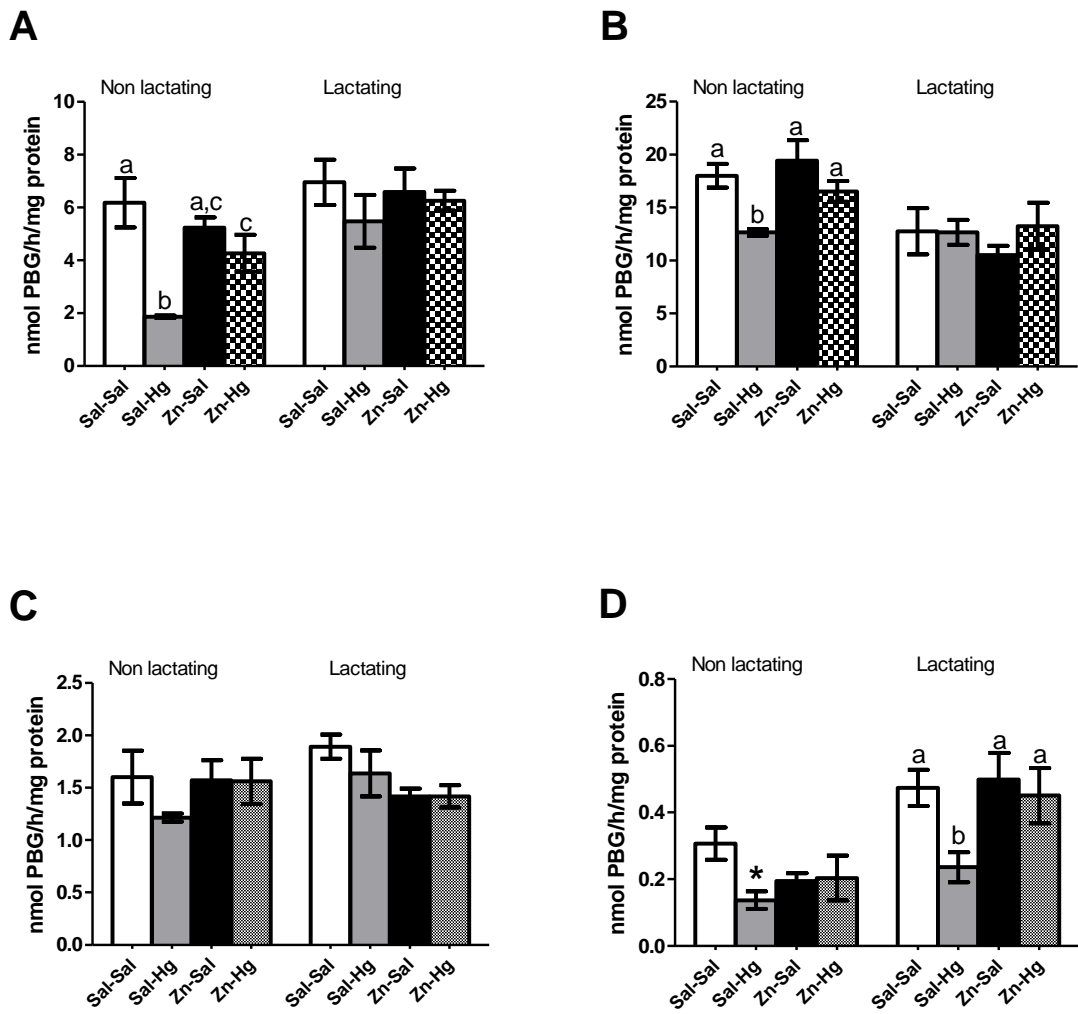 A
Non lactating Lactating
nmol PBG/h/mg protein
10
8
6
4
2
0
a
b
a,c
c
Sal-Sal Sal-Hg Zn-Sal Zn-Hg Sal-Sal Sal-Hg Zn-Sal Zn-Hg
B
Non lactating Lactating
nmol PBG/h/mg protein
25
20
15
10
5
0
a
b
a
a
Sal-Sal Sal-Hg Zn-Sal Zn-Hg Sal-Sal Sal-Hg Zn-Sal Zn-Hg
C
Non lactating Lactating
nmol PBG/h/mg protein
2.5
2.0
1.5
1.0
0.5
0.0
Sal-Sal Sal-Hg Zn-Sal Zn-Hg Sal-Sal Sal-Hg Zn-Sal Zn-Hg
D
Non lactating Lactating
nmol PBG/h/mg protein
0.8
0.6
0.4
0.2
0.0
*
a
b
a
a
Sal-Sal Sal-Hg Zn-Sal Zn-Hg Sal-Sal Sal-Hg Zn-Sal Zn-Hg